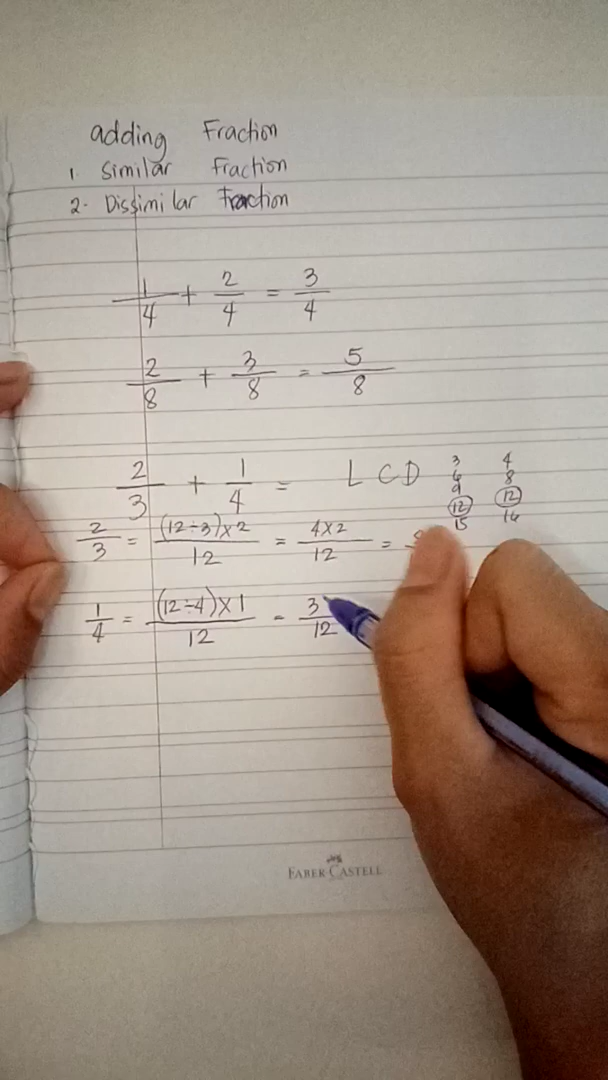 adding Fraction
1. Similar Fraction
2. Dissimilar Fraction
1/4 + 2/4 = 3/4
2/8 + 3/8 = 5/8
2/3 + 1/4 = LCD
3 4
6 8
9 12
12 16
15
2/3 = (12÷3)x2/12 = 4x2/12 =
1/4 = (12÷4)x1/12 = 3/12
FABER CASTELL